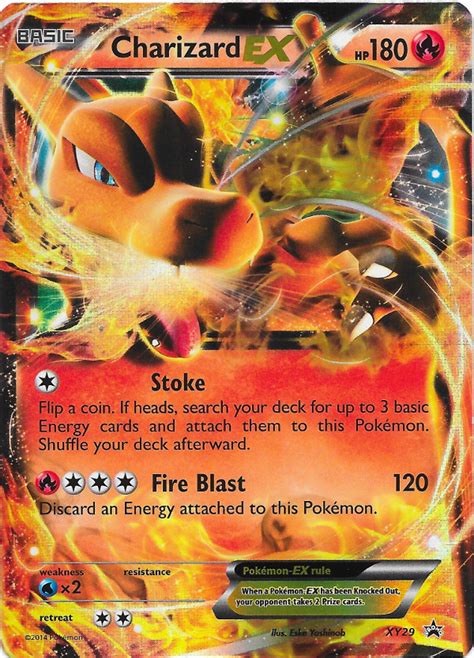 BASIC Charizard EX HP180
Stoke
Flip a coin. If heads, search your deck for up to 3 basic
Energy cards and attach them to this Pokémon.
Shuffle your deck afterward.
Fire Blast 120
Discard an Energy attached to this Pokémon.
weakness resistance
×2
Pokémon-EX rule
When a Pokémon-EX has been Knocked Out,
your opponent takes 2 Prize cards.
retreat
©2014 Pokémon
Illus. Eske Yoshinob
XY29
PROMO